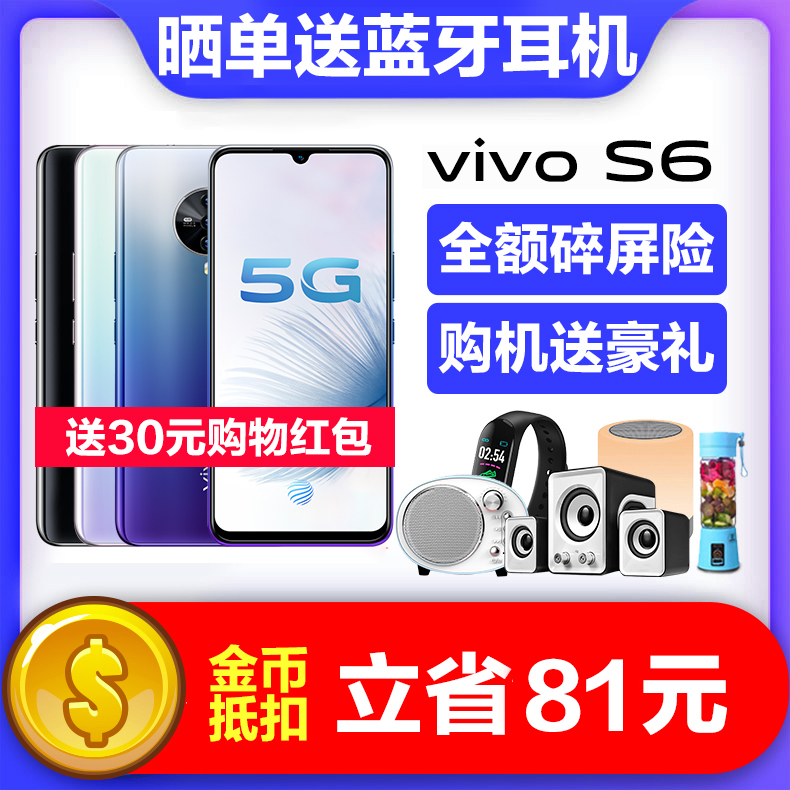 晒单送蓝牙耳机
vivo S6
全额碎屏险
5G
购机送豪礼
送30元购物红包
02:54
vivo
金币
抵扣
立省81元
$